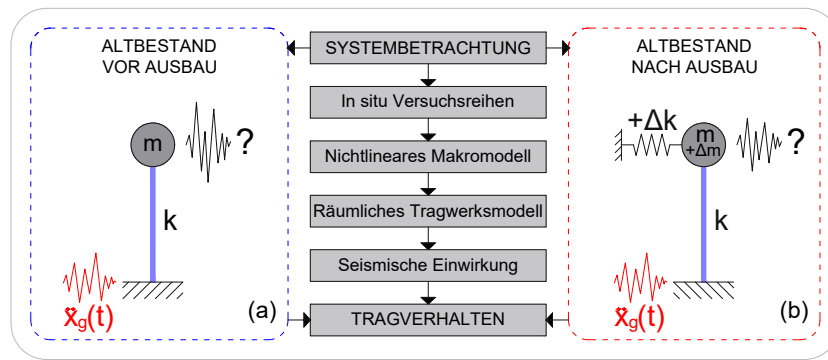 ALTBESTAND
VOR AUSBAU
m
?
k
ẍg(t)
(a)
SYSTEMBETRACHTUNG
In situ Versuchsreihen
Nichtlineares Makromodell
Räumliches Tragwerksmodell
Seismische Einwirkung
TRAGVERHALTEN
ALTBESTAND
NACH AUSBAU
+Δk
m
+Δm
?
k
ẍg(t)
(b)